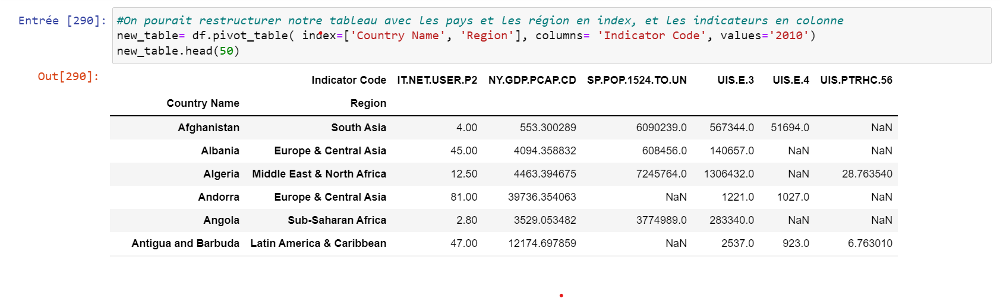 Entrée [290]: #On pourait restructurer notre tableau avec les pays et les région en index, et les indicateurs en colonne
new_table= df.pivot_table( index=['Country Name', 'Region'], columns= 'Indicator Code', values='2010')
new_table.head(50)
Out[290]:
Indicator Code IT.NET.USER.P2 NY.GDP.PCAP.CD SP.POP.1524.TO.UN UIS.E.3 UIS.E.4 UIS.PTRHC.56
Country Name Region
Afghanistan South Asia 4.00 553.300289 6090239.0 567344.0 51694.0 NaN
Albania Europe & Central Asia 45.00 4094.358832 608456.0 140657.0 NaN NaN
Algeria Middle East & North Africa 12.50 4463.394675 7245764.0 1306432.0 NaN 28.763540
Andorra Europe & Central Asia 81.00 39736.354063 NaN 1221.0 1027.0 NaN
Angola Sub-Saharan Africa 2.80 3529.053482 3774989.0 283340.0 NaN NaN
Antigua and Barbuda Latin America & Caribbean 47.00 12174.697859 NaN 2537.0 923.0 6.763010